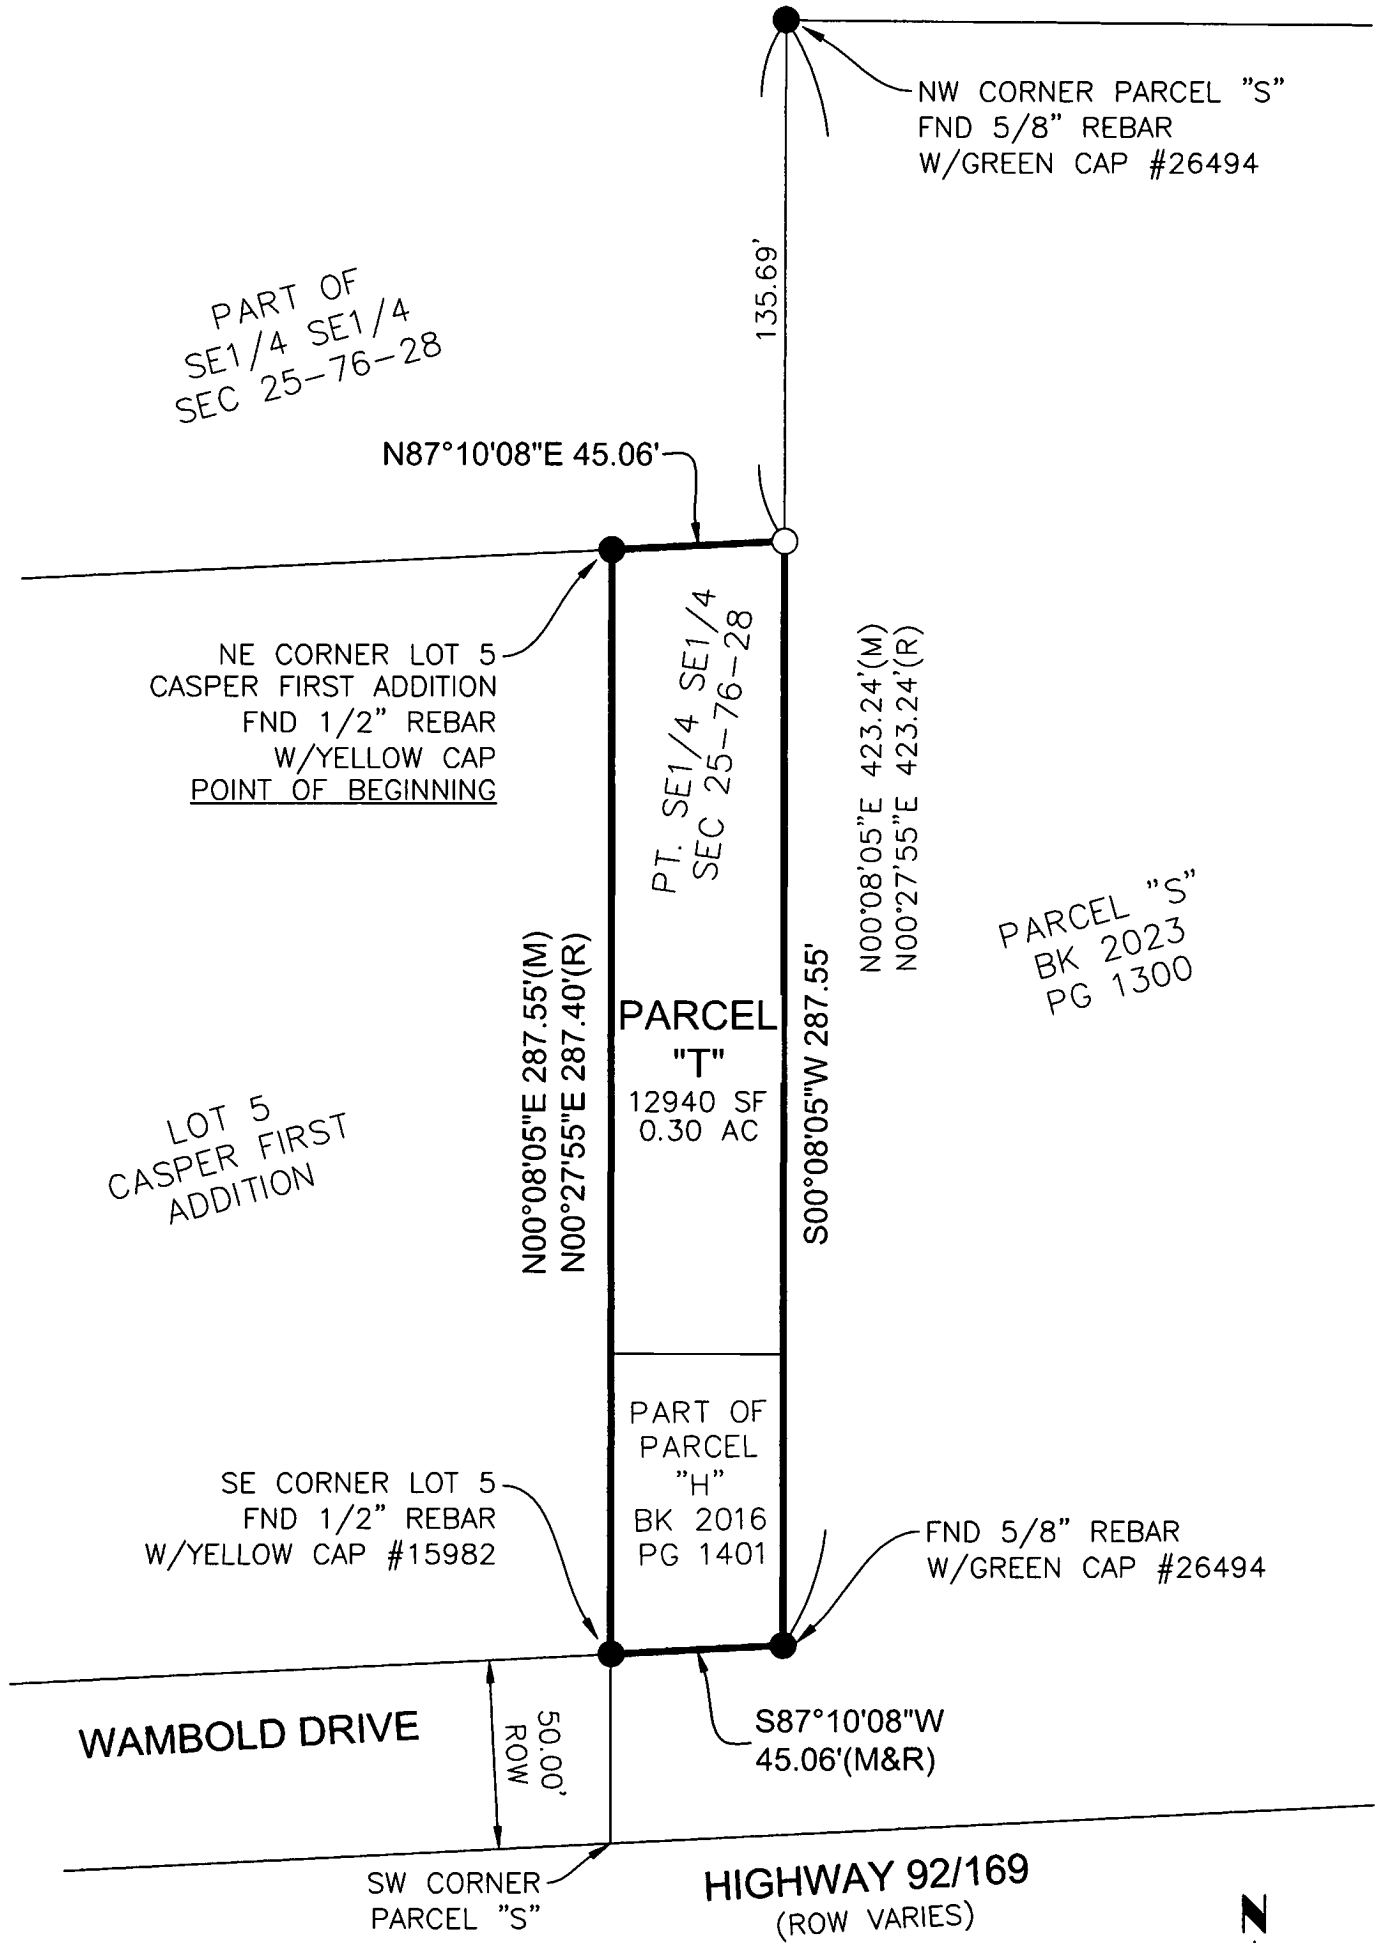 NW CORNER PARCEL "S"
FND 5/8" REBAR
W/GREEN CAP #26494
135.69'
PART OF
SE1/4 SE1/4
SEC 25-76-28
N87°10'08"E 45.06'
NE CORNER LOT 5
CASPER FIRST ADDITION
FND 1/2" REBAR
W/YELLOW CAP
POINT OF BEGINNING
PT. SE1/4 SE1/4
SEC 25-76-28
N00°08'05"E 423.24'(M)
N00°27'55"E 423.24'(R)
PARCEL "S"
BK 2023
PG 1300
N00°08'05"E 287.55'(M)
N00°27'55"E 287.40'(R)
PARCEL
"T"
12940 SF
0.30 AC
S00°08'05"W 287.55'
LOT 5
CASPER FIRST
ADDITION
PART OF
PARCEL
"H"
BK 2016
PG 1401
SE CORNER LOT 5
FND 1/2" REBAR
W/YELLOW CAP #15982
FND 5/8" REBAR
W/GREEN CAP #26494
WAMBOLD DRIVE
50.00'
ROW
S87°10'08"W
45.06'(M&R)
SW CORNER
PARCEL "S"
HIGHWAY 92/169
(ROW VARIES)
N